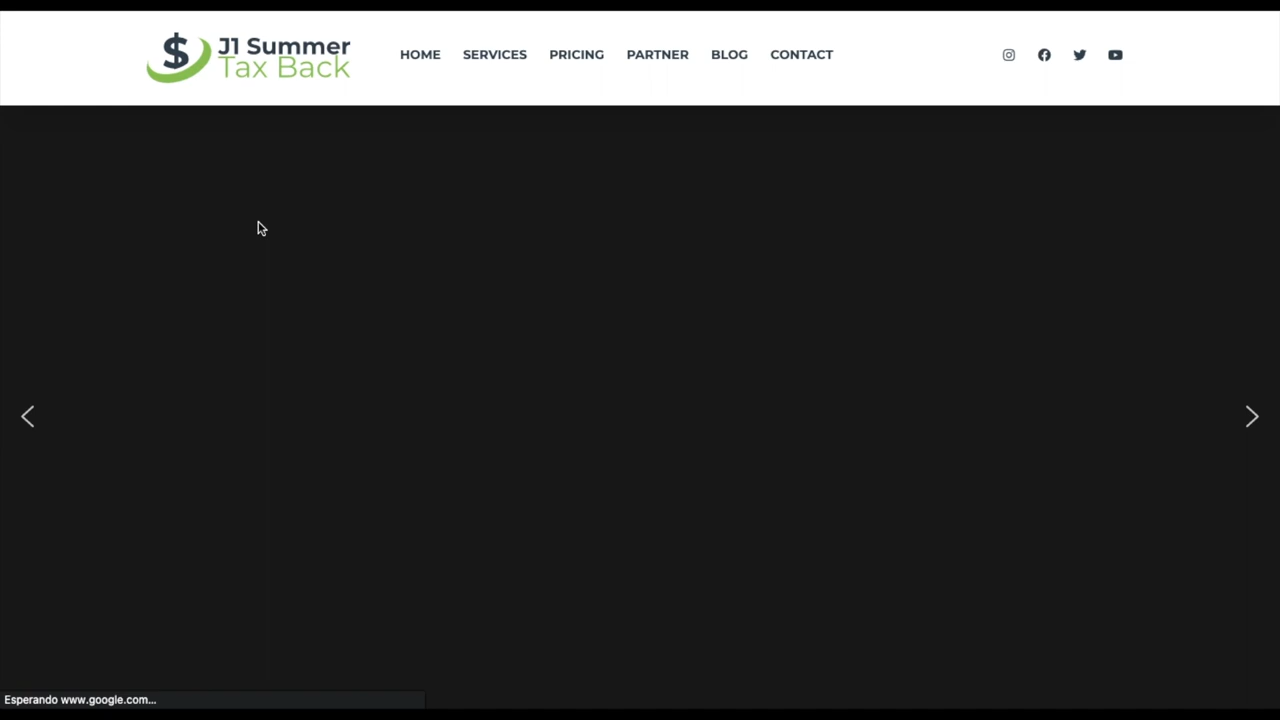 $ J1 Summer
Tax Back
HOME SERVICES PRICING PARTNER BLOG CONTACT
Esperando www.google.com...